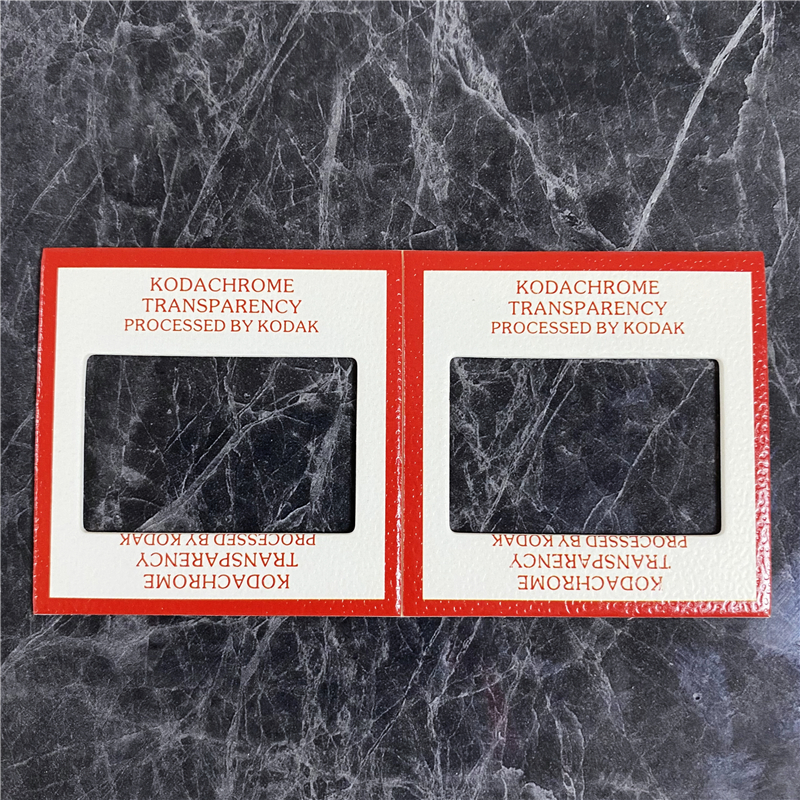 KODACHROME
TRANSPARENCY
PROCESSED BY KODAK
PROCESSED BY KODAK
TRANSPARENCY
KODACHROME
KODACHROME
TRANSPARENCY
PROCESSED BY KODAK
PROCESSED BY KODAK
TRANSPARENCY
KODACHROME